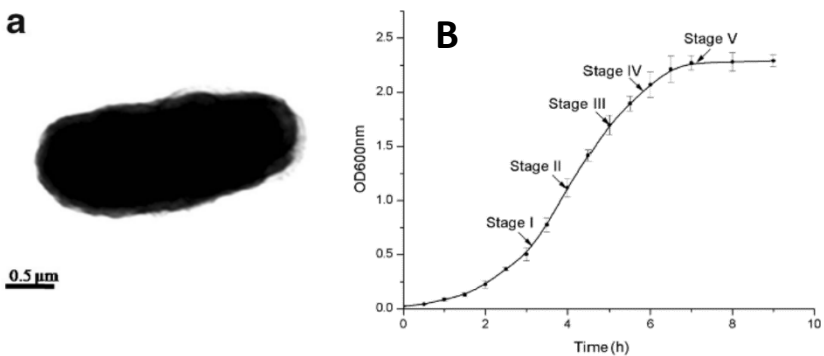 a
0.5 µm
B
OD600nm
2.5
2.0
1.5
1.0
0.5
0.0
Stage V
Stage IV
Stage III
Stage II
Stage I
0 2 4 6 8 10
Time (h)